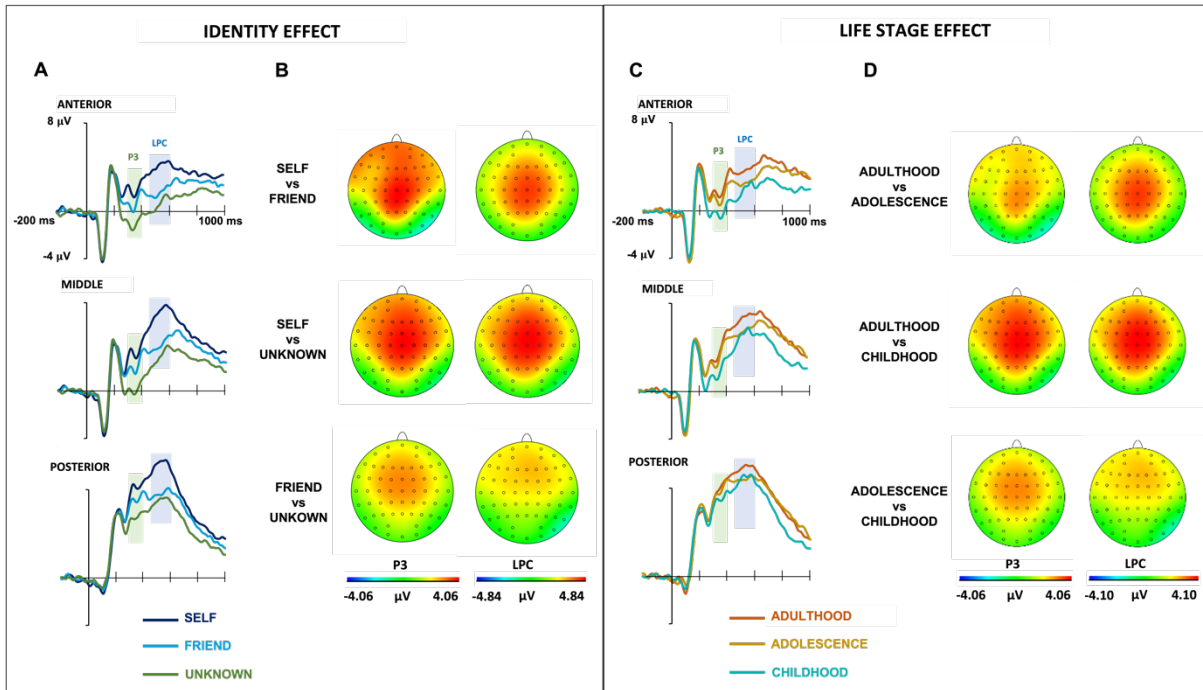 IDENTITY EFFECT
A
B
ANTERIOR
8 µV
P3
LPC
-200 ms
1000 ms
-4 µV
SELF
vs
FRIEND
MIDDLE
SELF
vs
UNKNOWN
POSTERIOR
FRIEND
vs
UNKOWN
P3
LPC
-4.06 µV 4.06
-4.84 µV 4.84
SELF
FRIEND
UNKNOWN
LIFE STAGE EFFECT
C
D
ANTERIOR
8 µV
P3
LPC
-200 ms
1000 ms
-4 µV
ADULTHOOD
vs
ADOLESCENCE
MIDDLE
ADULTHOOD
vs
CHILDHOOD
POSTERIOR
ADOLESCENCE
vs
CHILDHOOD
P3
LPC
-4.06 µV 4.06
-4.10 µV 4.10
ADULTHOOD
ADOLESCENCE
CHILDHOOD